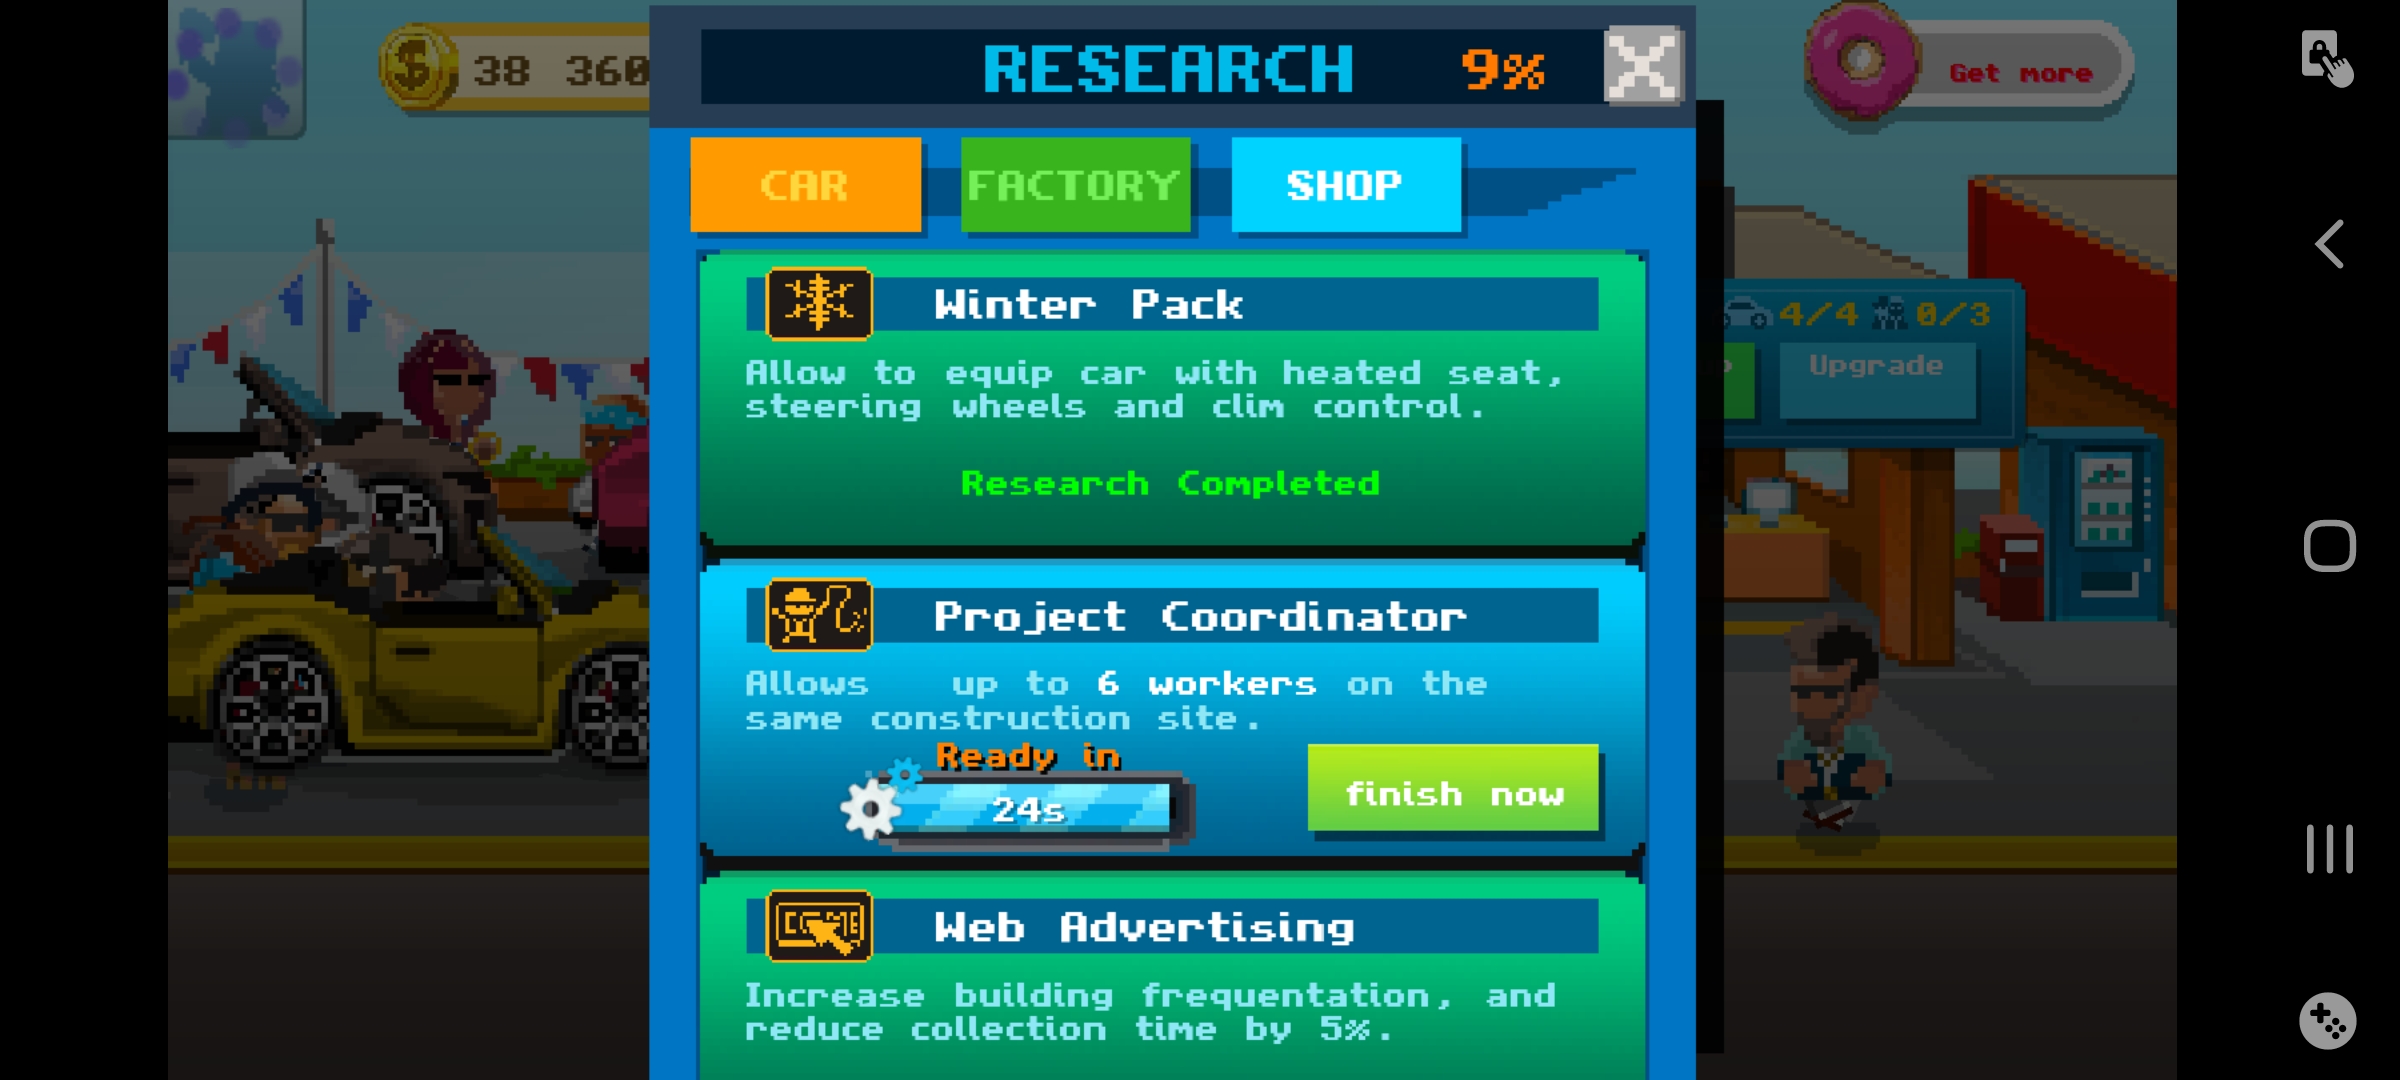 38 360
RESEARCH 9%
Get more
CAR FACTORY SHOP
Winter Pack
Allow to equip car with heated seat,
steering wheels and clim control.
Research Completed
4/4 0/3
Upgrade
Project Coordinator
Allows up to 6 workers on the
same construction site.
Ready in
24s
finish now
Web Advertising
Increase building frequentation, and
reduce collection time by 5%.